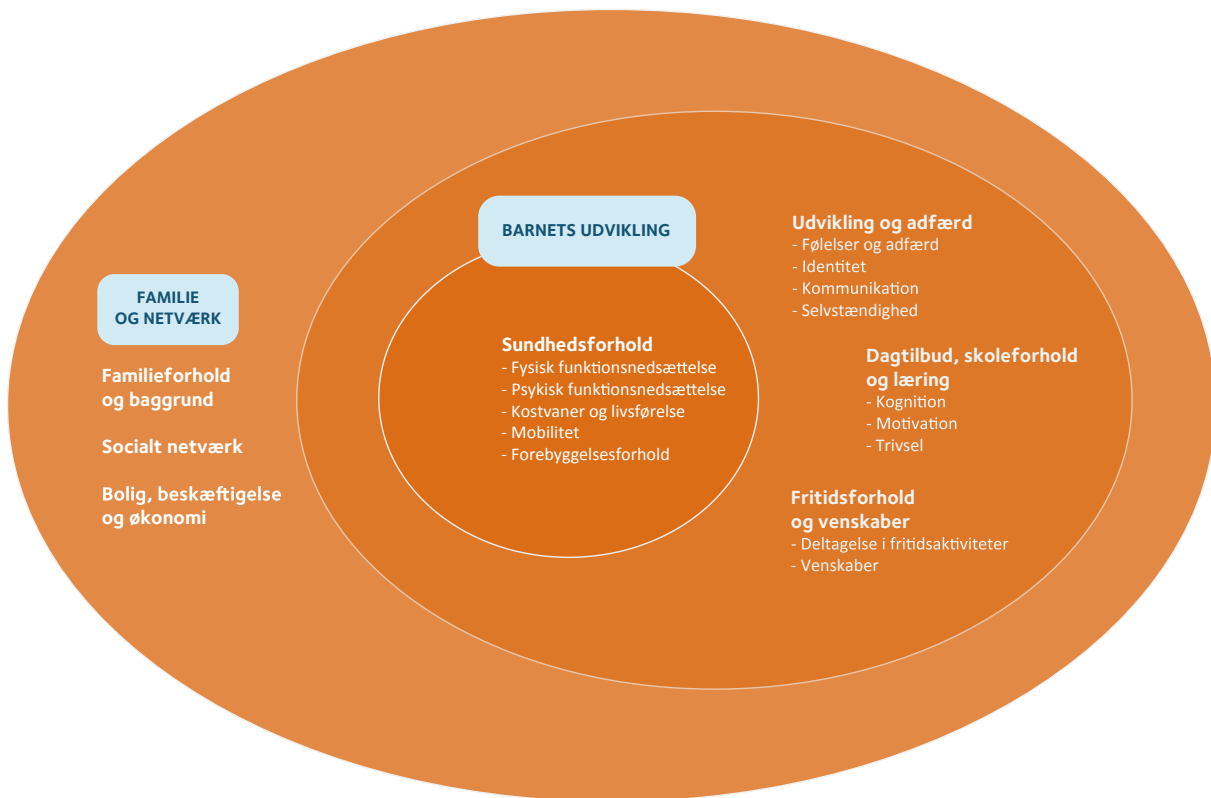 FAMILIE
OG NETVÆRK
Familieforhold
og baggrund
Socialt netværk
Bolig, beskæftigelse
og økonomi
BARNETS UDVIKLING
Sundhedsforhold
- Fysisk funktionsnedsættelse
- Psykisk funktionsnedsættelse
- Kostvaner og livsførelse
- Mobilitet
- Forebyggelsesforhold
Udvikling og adfærd
- Følelser og adfærd
- Identitet
- Kommunikation
- Selvstændighed
Dagtilbud, skoleforhold
og læring
- Kognition
- Motivation
- Trivsel
Fritidsforhold
og venskaber
- Deltagelse i fritidsaktiviteter
- Venskaber